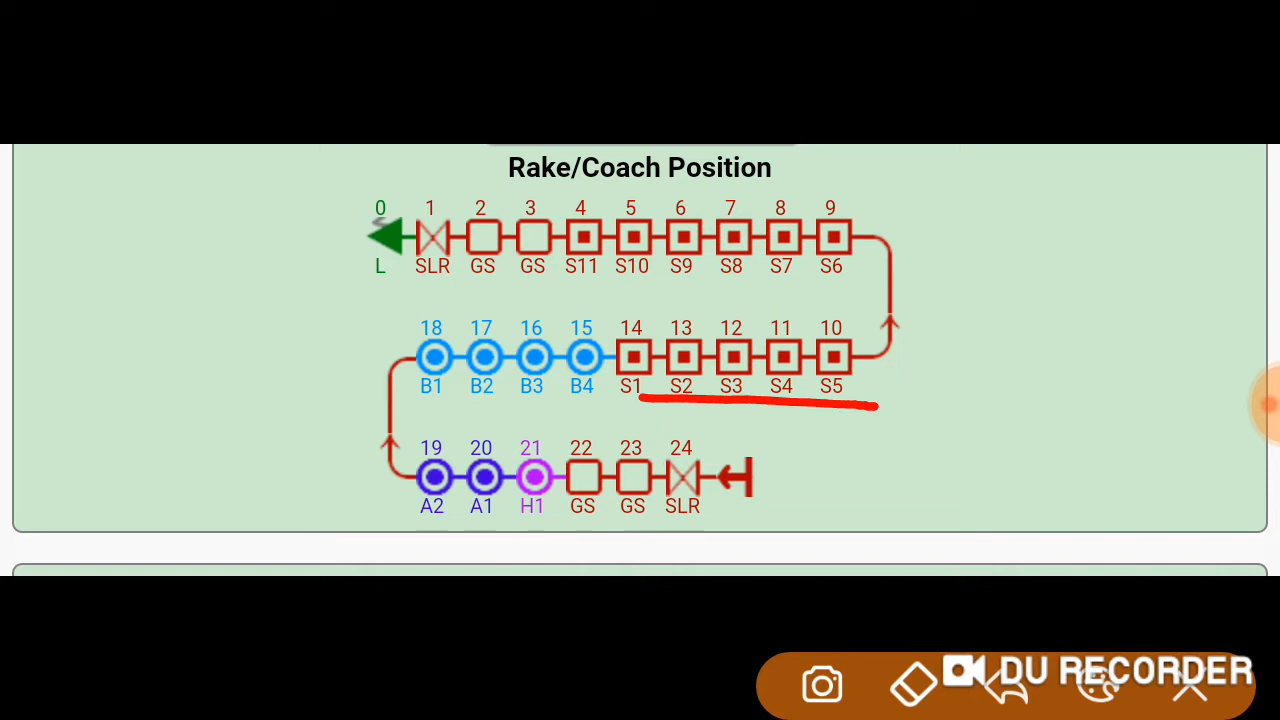 Rake/Coach Position
0 1 2 3 4 5 6 7 8 9
L SLR GS GS S11 S10 S9 S8 S7 S6
18 17 16 15 14 13 12 11 10
B1 B2 B3 B4 S1 S2 S3 S4 S5
19 20 21 22 23 24
A2 A1 H1 GS GS SLR
DU RECORDER